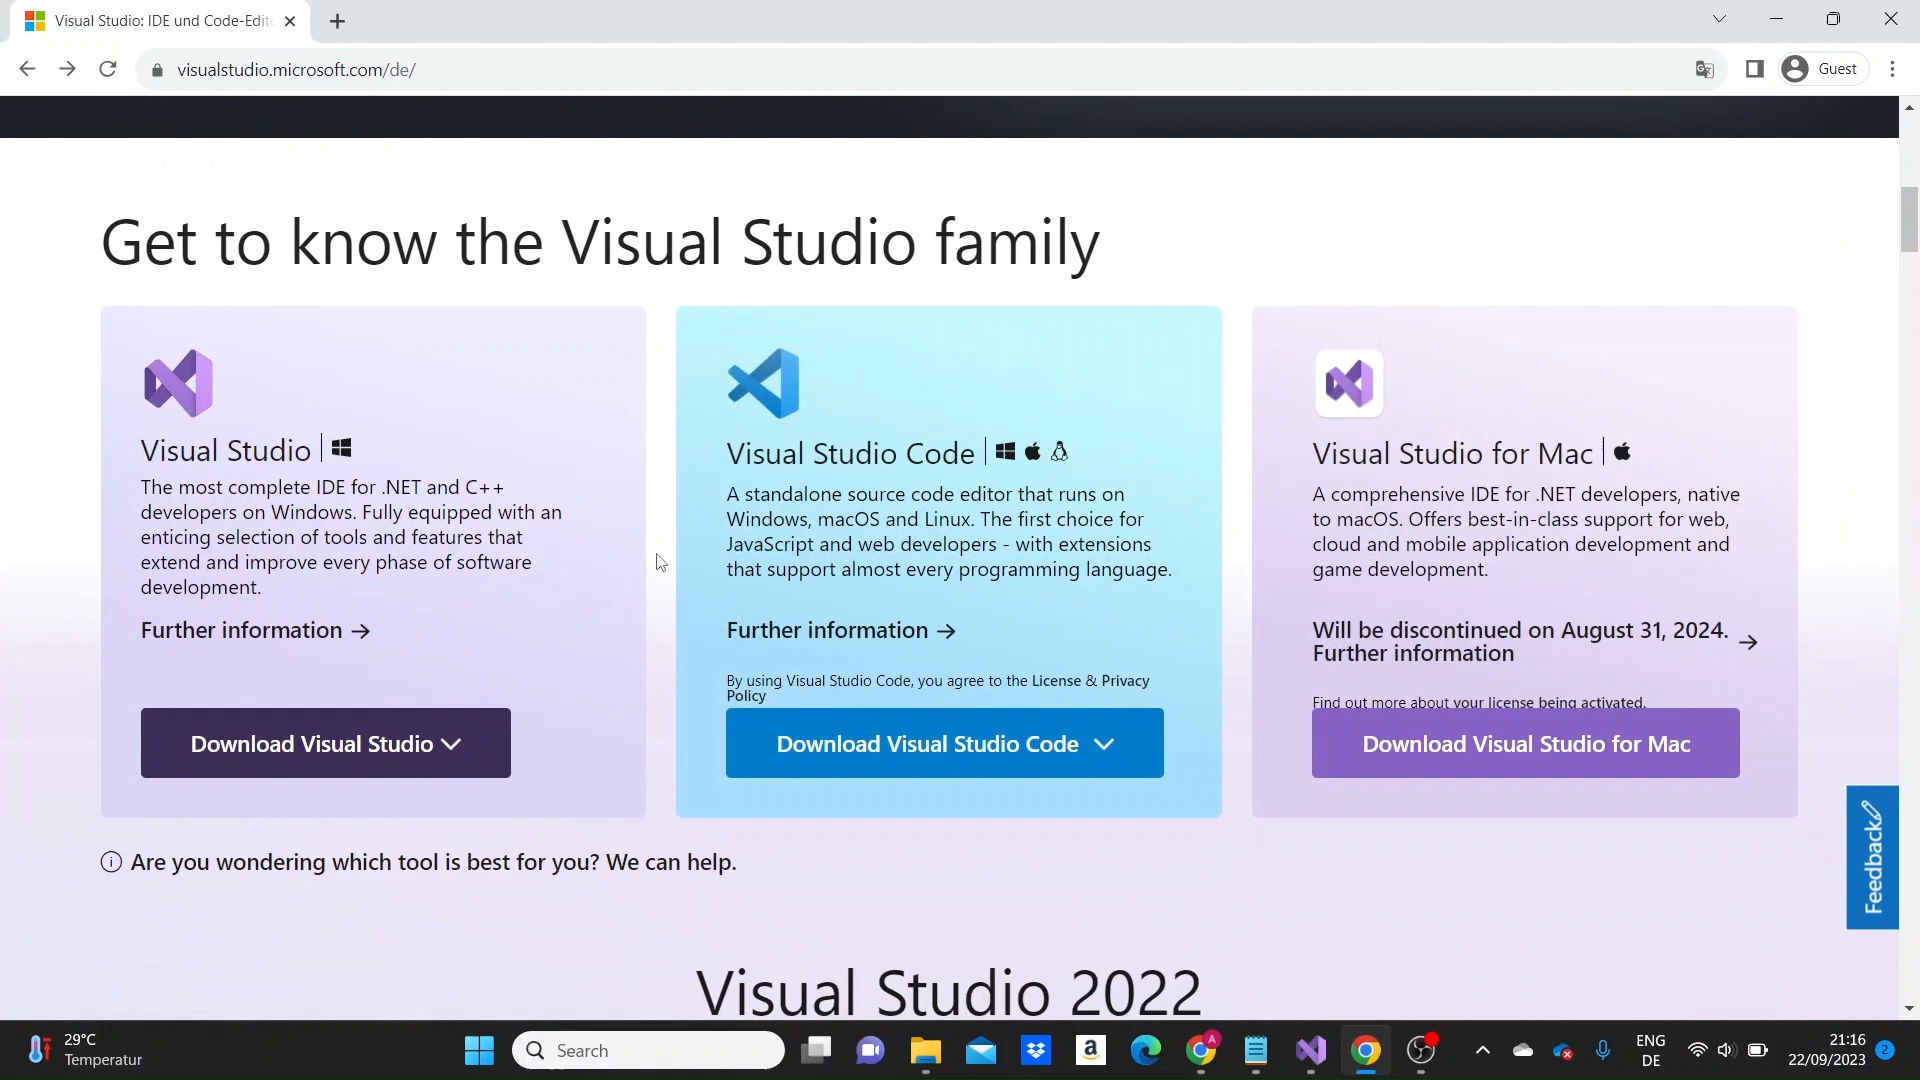 Visual Studio: IDE und Code-Edit
visualstudio.microsoft.com/de/
Guest
Get to know the Visual Studio family
Visual Studio
The most complete IDE for .NET and C++
developers on Windows. Fully equipped with an
enticing selection of tools and features that
extend and improve every phase of software
development.
Further information →
Download Visual Studio
Visual Studio Code
A standalone source code editor that runs on
Windows, macOS and Linux. The first choice for
JavaScript and web developers - with extensions
that support almost every programming language.
Further information →
By using Visual Studio Code, you agree to the License & Privacy
Policy
Download Visual Studio Code
Visual Studio for Mac
A comprehensive IDE for .NET developers, native
to macOS. Offers best-in-class support for web,
cloud and mobile application development and
game development.
Will be discontinued on August 31, 2024. →
Further information
Find out more about your license being activated.
Download Visual Studio for Mac
Feedback
Are you wondering which tool is best for you? We can help.
Visual Studio 2022
29°C
Temperatur
Search
a
A
ENG
DE
21:16
22/09/2023
2